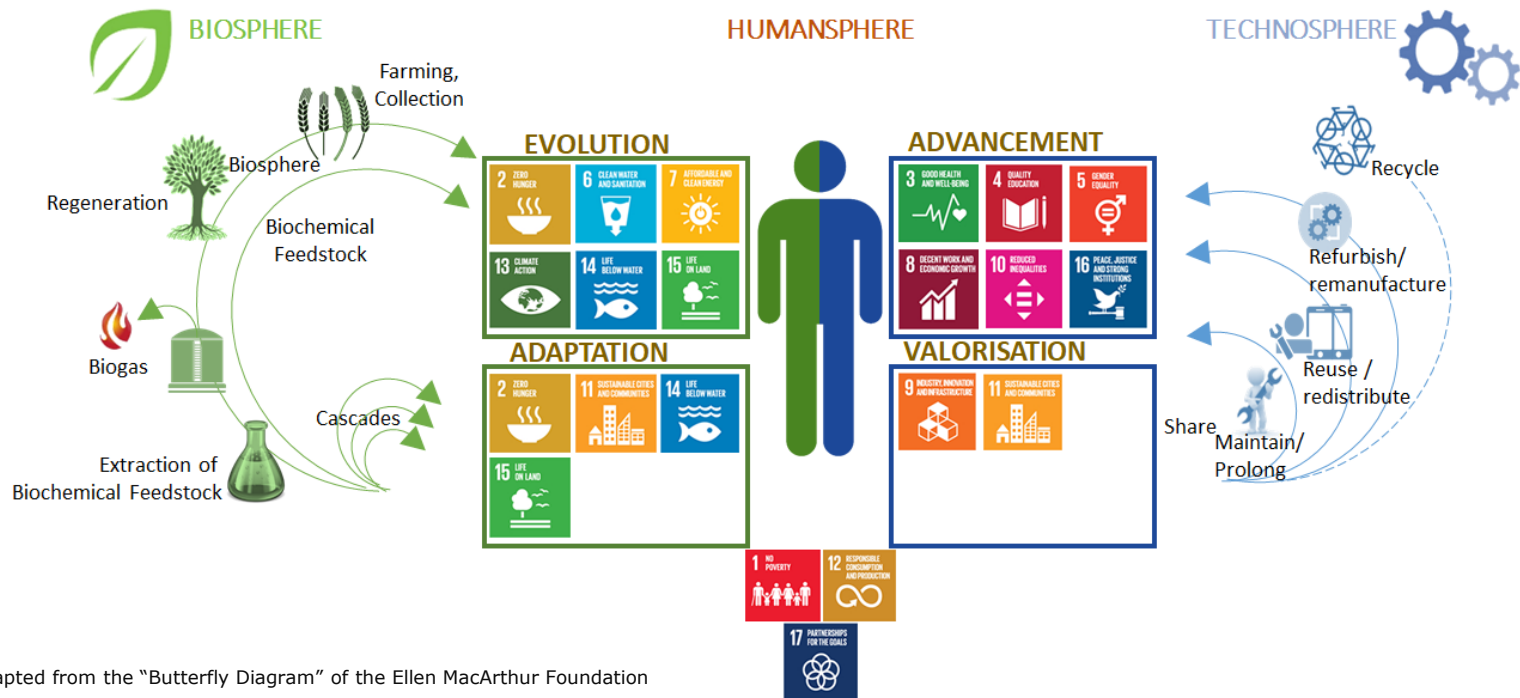 BIOSPHERE
HUMANSPHERE
TECHNOSPHERE
Farming,
Collection
Biosphere
Regeneration
Biochemical
Feedstock
Biogas
Cascades
Extraction of
Biochemical Feedstock
EVOLUTION
2 ZERO
HUNGER
6 CLEAN WATER
AND SANITATION
7 AFFORDABLE AND
CLEAN ENERGY
13 CLIMATE
ACTION
14 LIFE
BELOW WATER
15 LIFE
ON LAND
ADAPTATION
2 ZERO
HUNGER
11 SUSTAINABLE CITIES
AND COMMUNITIES
14 LIFE
BELOW WATER
15 LIFE
ON LAND
ADVANCEMENT
3 GOOD HEALTH
AND WELL-BEING
4 QUALITY
EDUCATION
5 GENDER
EQUALITY
8 DECENT WORK AND
ECONOMIC GROWTH
10 REDUCED
INEQUALITIES
16 PEACE, JUSTICE
AND STRONG
INSTITUTIONS
VALORISATION
9 INDUSTRY, INNOVATION
AND INFRASTRUCTURE
11 SUSTAINABLE CITIES
AND COMMUNITIES
1 NO
POVERTY
12 RESPONSIBLE
CONSUMPTION
AND PRODUCTION
17 PARTNERSHIPS
FOR THE GOALS
Recycle
Refurbish/
remanufacture
Reuse /
redistribute
Share
Maintain/
Prolong
apted from the “Butterfly Diagram” of the Ellen MacArthur Foundation